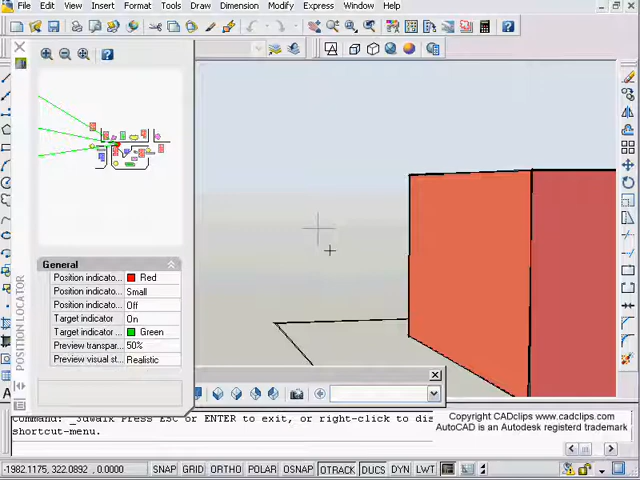 File Edit View Insert Format Tools Draw Dimension Modify Express Window Help
General
Position indicato... Red
Position indicato... Small
Position indicato... Off
Target indicator On
Target indicator ... Green
Preview transpar... 50%
Preview visual st... Realistic
POSITION LOCATOR
Command: _3dwalk Press ESC or ENTER to exit, or right-click to dis
shortcut-menu.
Copyright CADclips www.cadclips.com
AutoCAD is an Autodesk registerd trademark
-1982.1175, 322.0892, 0.0000 SNAP GRID ORTHO POLAR OSNAP OTRACK DUCS DYN LWT